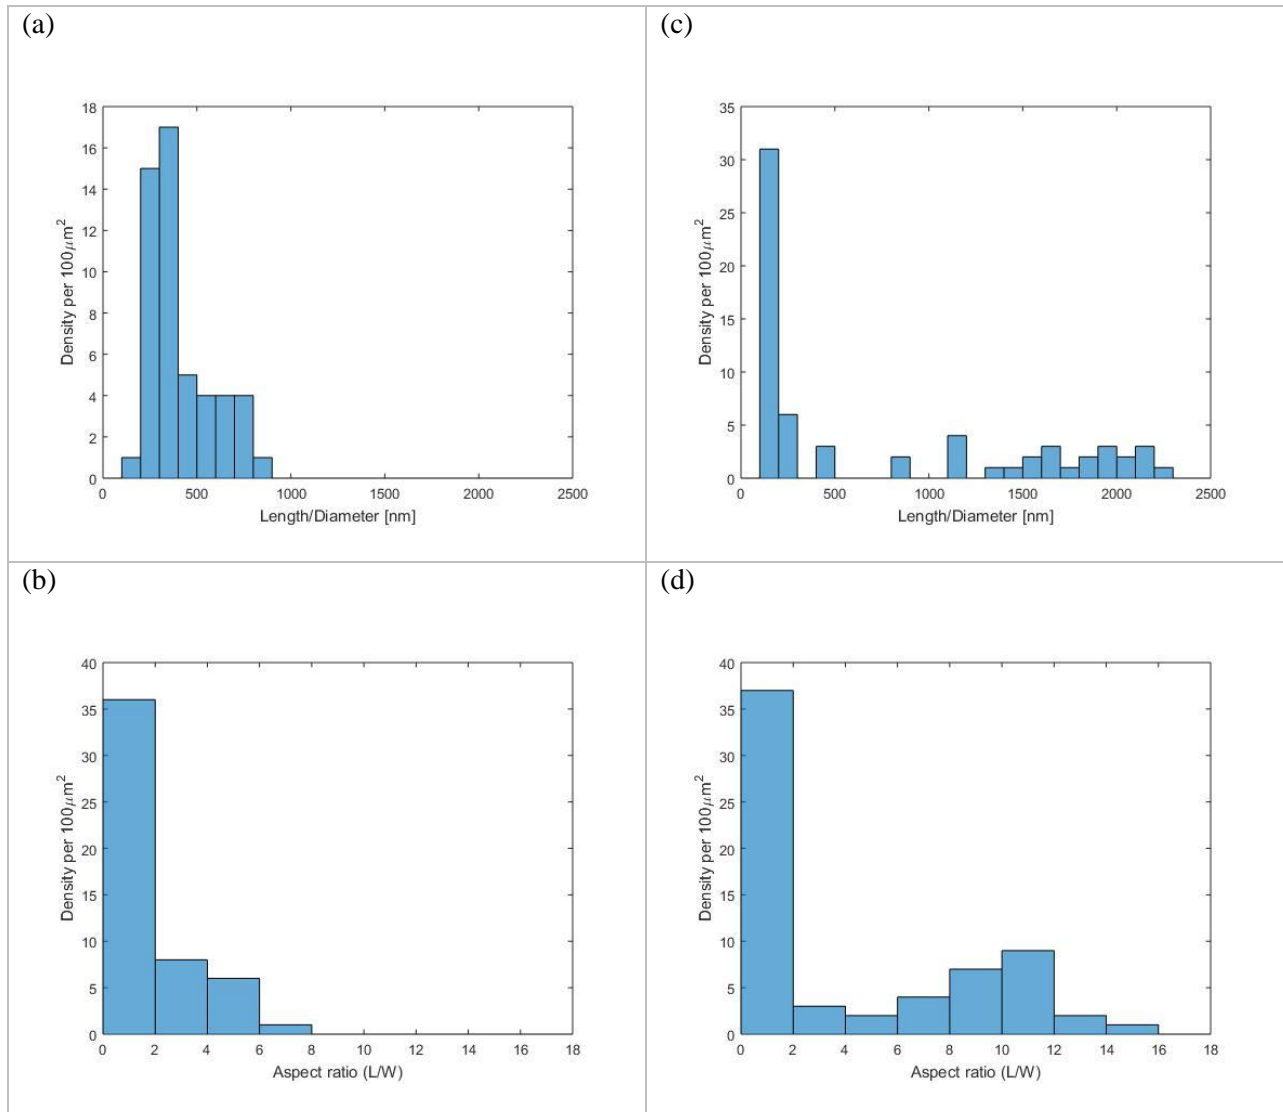 (a)
18
16
14
12
10
8
6
4
2
0
Density per 100μm²
0 500 1000 1500 2000 2500
Length/Diameter [nm]
(c)
35
30
25
20
15
10
5
0
Density per 100μm²
0 500 1000 1500 2000 2500
Length/Diameter [nm]
(b)
40
35
30
25
20
15
10
5
0
Density per 100μm²
0 2 4 6 8 10 12 14 16 18
Aspect ratio (L/W)
(d)
40
35
30
25
20
15
10
5
0
Density per 100μm²
0 2 4 6 8 10 12 14 16 18
Aspect ratio (L/W)